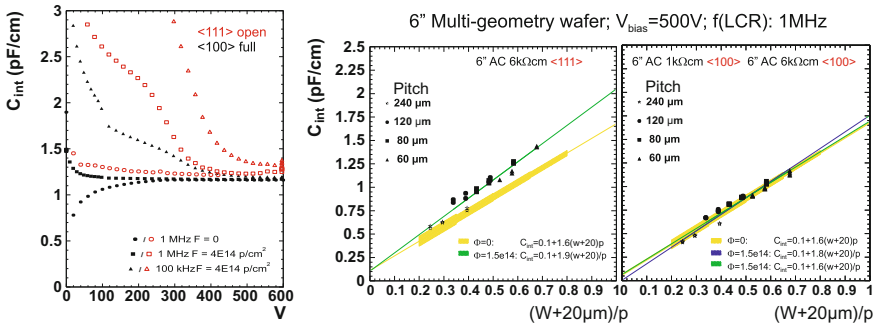 <111> open
<100> full
C_int (pF/cm)
3
2.5
2
1.5
1
0.5
0
0 100 200 300 400 500 600
V
● / ○ 1 MHz F = 0
■ / □ 1 MHz F = 4E14 p/cm²
▲ / △ 100 kHz F = 4E14 p/cm²
6” Multi-geometry wafer; V_bias=500V; f(LCR): 1MHz
C_int (pF/cm)
2.5
2.25
2
1.75
1.5
1.25
1
0.75
0.5
0.25
0
6” AC 6kΩcm <111>
Pitch
240 µm
120 µm
80 µm
60 µm
Φ=0: C_int=0.1+1.6(w+20)p
Φ=1.5e14: C_int=0.1+1.9(w+20)/p
0 0.1 0.2 0.3 0.4 0.5 0.6 0.7 0.8 0.9 1
(W+20µm)/p
6” AC 1kΩcm <100> 6” AC 6kΩcm <100>
Pitch
240 µm
120 µm
80 µm
60 µm
Φ=0: C_int=0.1+1.6(w+20)p
Φ=1.5e14: C_int=0.1+1.8(w+20)p
Φ=1.5e14: C_int=0.1+1.6(w+20)/p
0.1 0.2 0.3 0.4 0.5 0.6 0.7 0.8 0.9 1
(W+20µm)/p